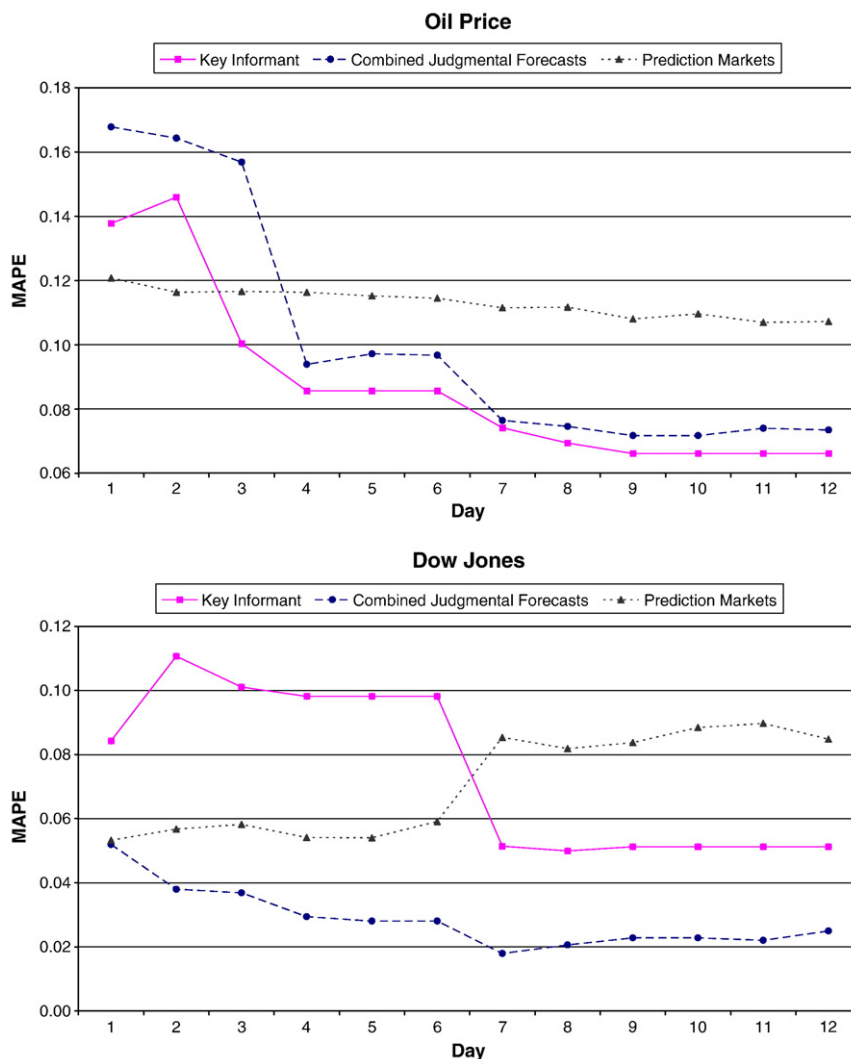 Oil Price
Key Informant Combined Judgmental Forecasts Prediction Markets
0.18
0.16
0.14
0.12
0.10
0.08
0.06
MAPE
1 2 3 4 5 6 7 8 9 10 11 12
Day
Dow Jones
Key Informant Combined Judgmental Forecasts Prediction Markets
0.12
0.10
0.08
0.06
0.04
0.02
0.00
MAPE
1 2 3 4 5 6 7 8 9 10 11 12
Day